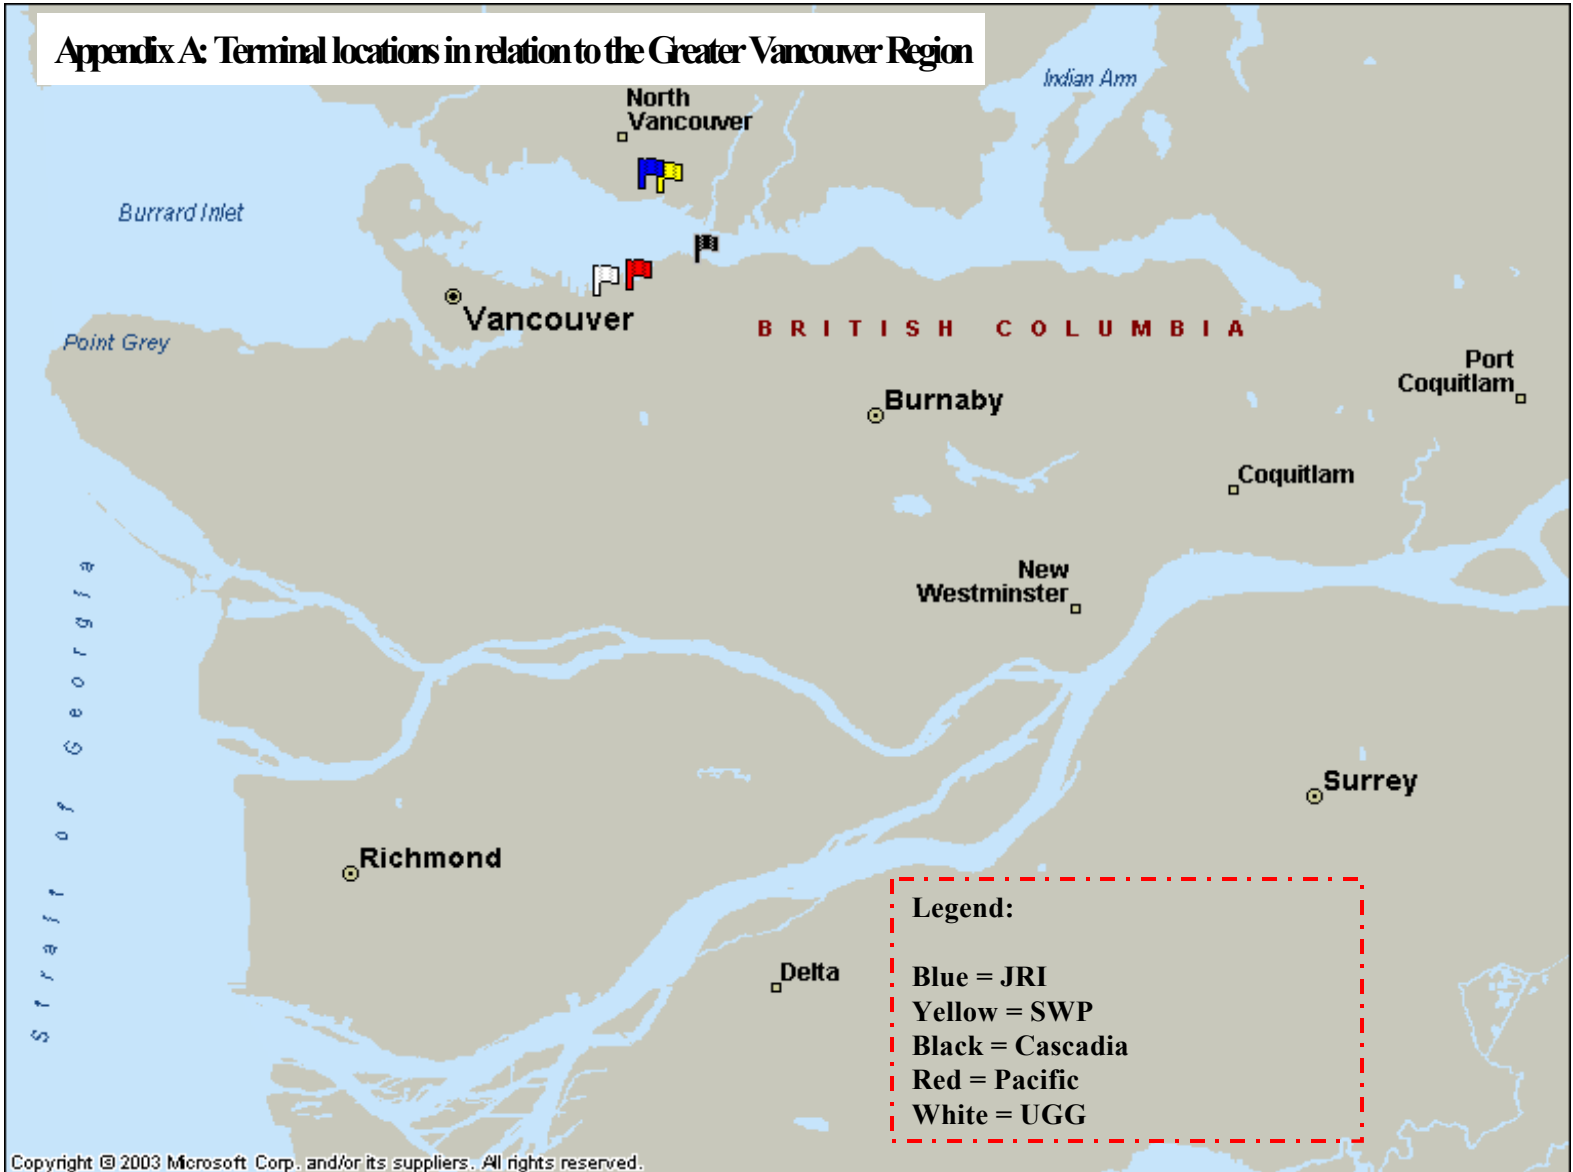 Appendix A: Terminal locations in relation to the Greater Vancouver Region
Indian Arm
North
Vancouver
Burrard Inlet
Vancouver
BRITISH COLUMBIA
Point Grey
Port
Coquitlam
Burnaby
Coquitlam
New
Westminster
Strait of Georgia
Surrey
Richmond
Delta
Legend:
Blue = JRI
Yellow = SWP
Black = Cascadia
Red = Pacific
White = UGG
Copyright © 2003 Microsoft Corp. and/or its suppliers. All rights reserved.